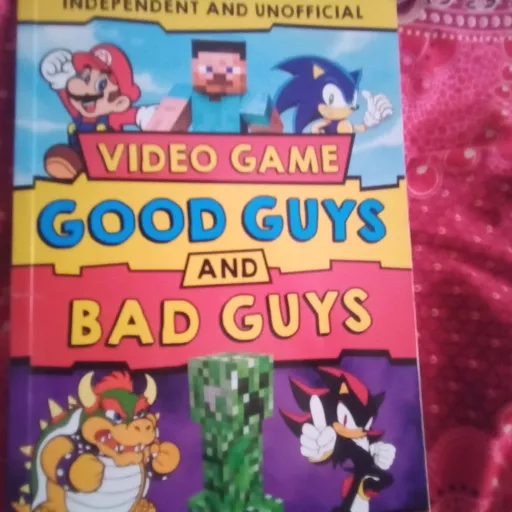 INDEPENDENT AND UNOFFICIAL
VIDEO GAME
GOOD GUYS
AND
BAD GUYS